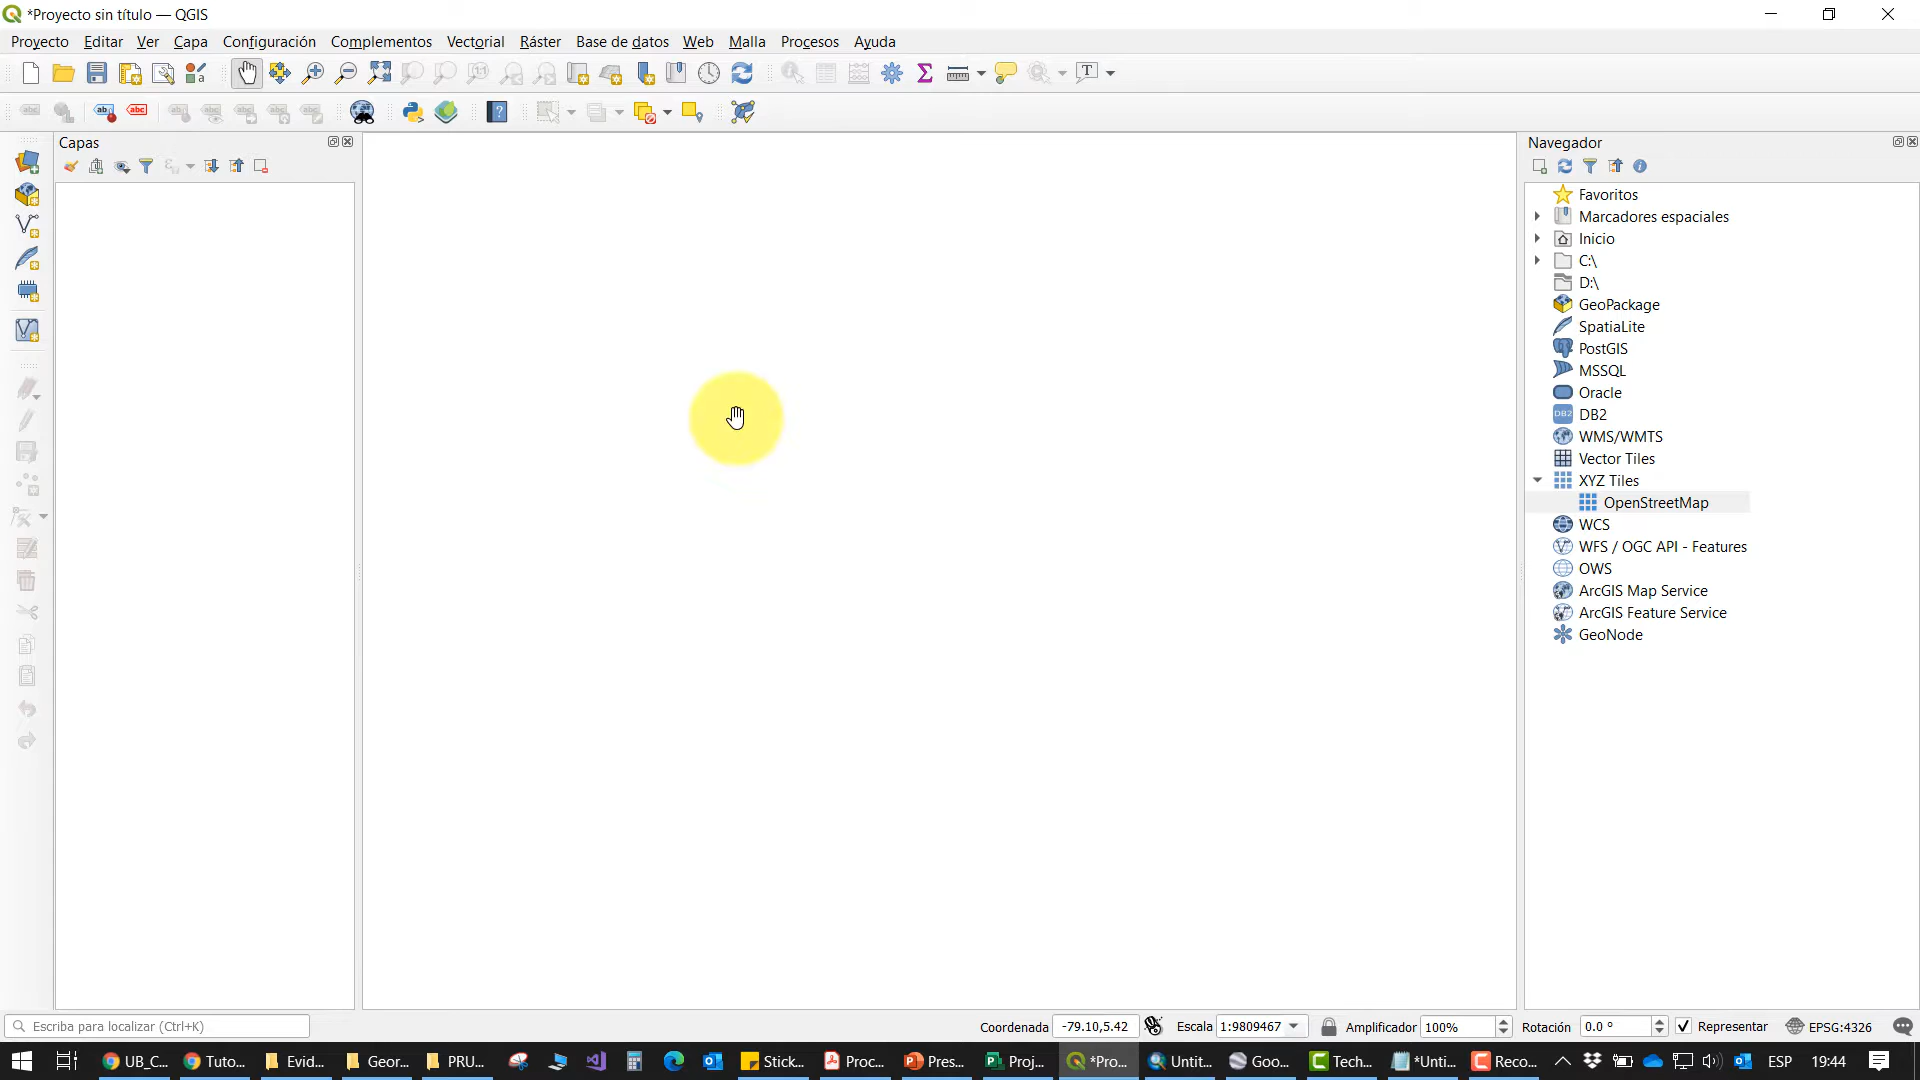 *Proyecto sin título — QGIS
Proyecto Editar Ver Capa Configuración Complementos Vectorial Ráster Base de datos Web Malla Procesos Ayuda
Capas
Navegador
Favoritos
Marcadores espaciales
Inicio
C:\
D:\
GeoPackage
SpatiaLite
PostGIS
MSSQL
Oracle
DB2
WMS/WMTS
Vector Tiles
XYZ Tiles
OpenStreetMap
WCS
WFS / OGC API - Features
OWS
ArcGIS Map Service
ArcGIS Feature Service
GeoNode
Escriba para localizar (Ctrl+K)
Coordenada -79.10,5.42 Escala 1:9809467 Amplificador 100% Rotación 0.0 ° Representar EPSG:4326
UB_C... Tuto... Evid... Geor... PRU... Stick... Proc... Pres... Proj... *Pro... Untit... Goo... Tech... *Unti... Reco... ESP 19:44